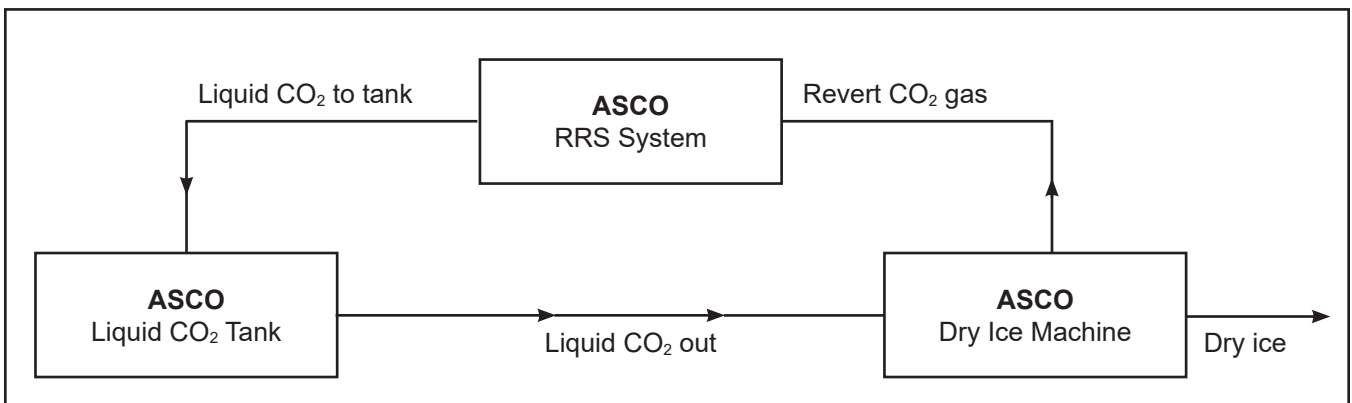 Liquid CO₂ to tank
ASCO
RRS System
Revert CO₂ gas
ASCO
Liquid CO₂ Tank
Liquid CO₂ out
ASCO
Dry Ice Machine
Dry ice